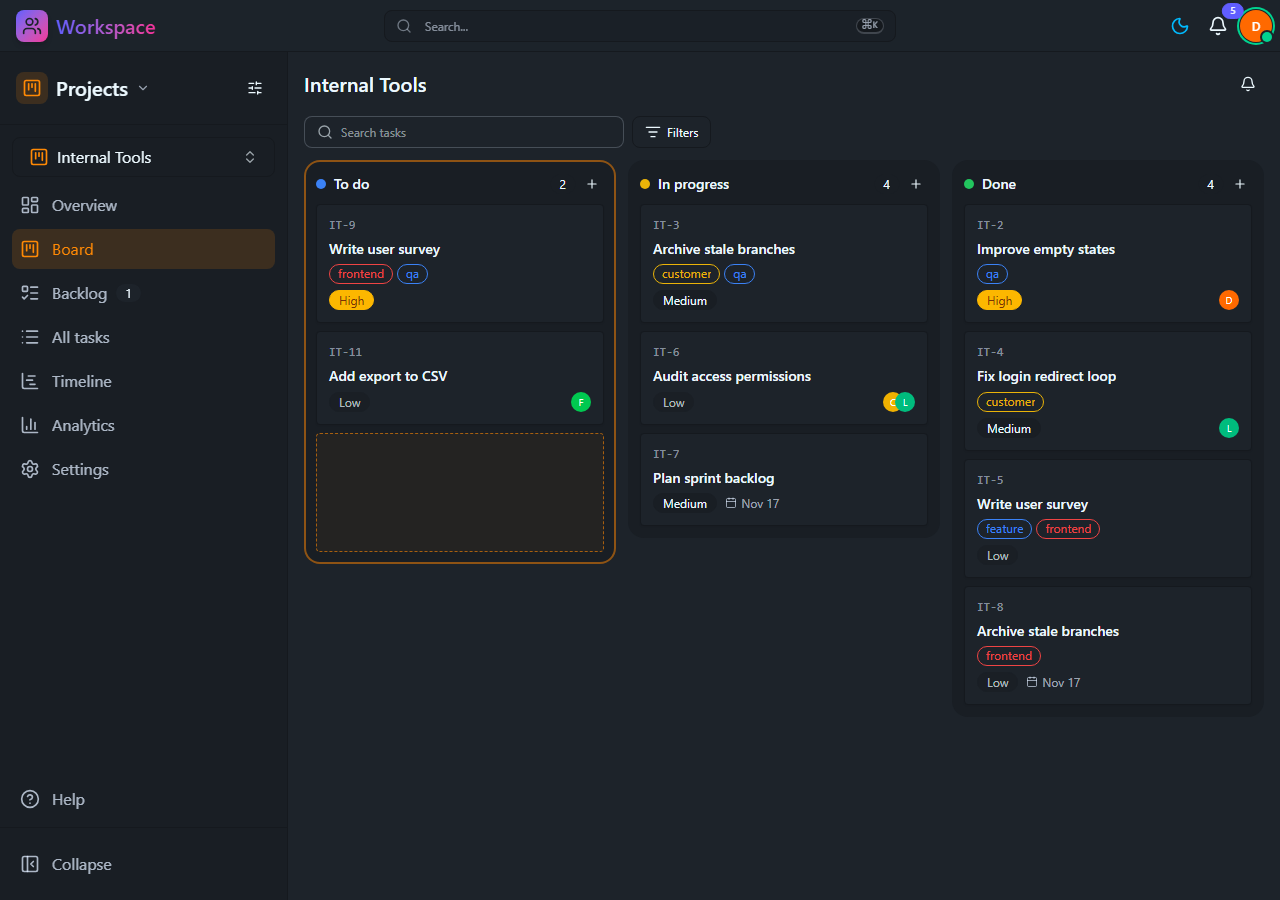 Workspace
Search...
⌘K
5
D
Projects
Internal Tools
Overview
Board
Backlog 1
All tasks
Timeline
Analytics
Settings
Help
Collapse
Internal Tools
Search tasks
Filters
To do 2
IT-9
Write user survey
frontend qa
High
IT-11
Add export to CSV
Low F
In progress 4
IT-3
Archive stale branches
customer qa
Medium
IT-6
Audit access permissions
Low L
IT-7
Plan sprint backlog
Medium Nov 17
Done 4
IT-2
Improve empty states
qa
High D
IT-4
Fix login redirect loop
customer
Medium L
IT-5
Write user survey
feature frontend
Low
IT-8
Archive stale branches
frontend
Low Nov 17